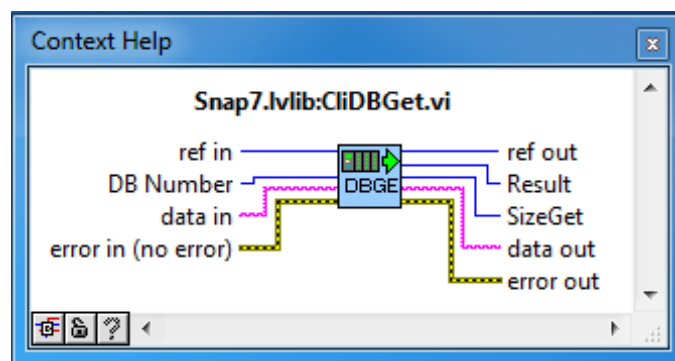 Context Help
Snap7.lvlib:CliDBGet.vi
ref in
DB Number
data in
error in (no error)
DBGE
ref out
Result
SizeGet
data out
error out
?